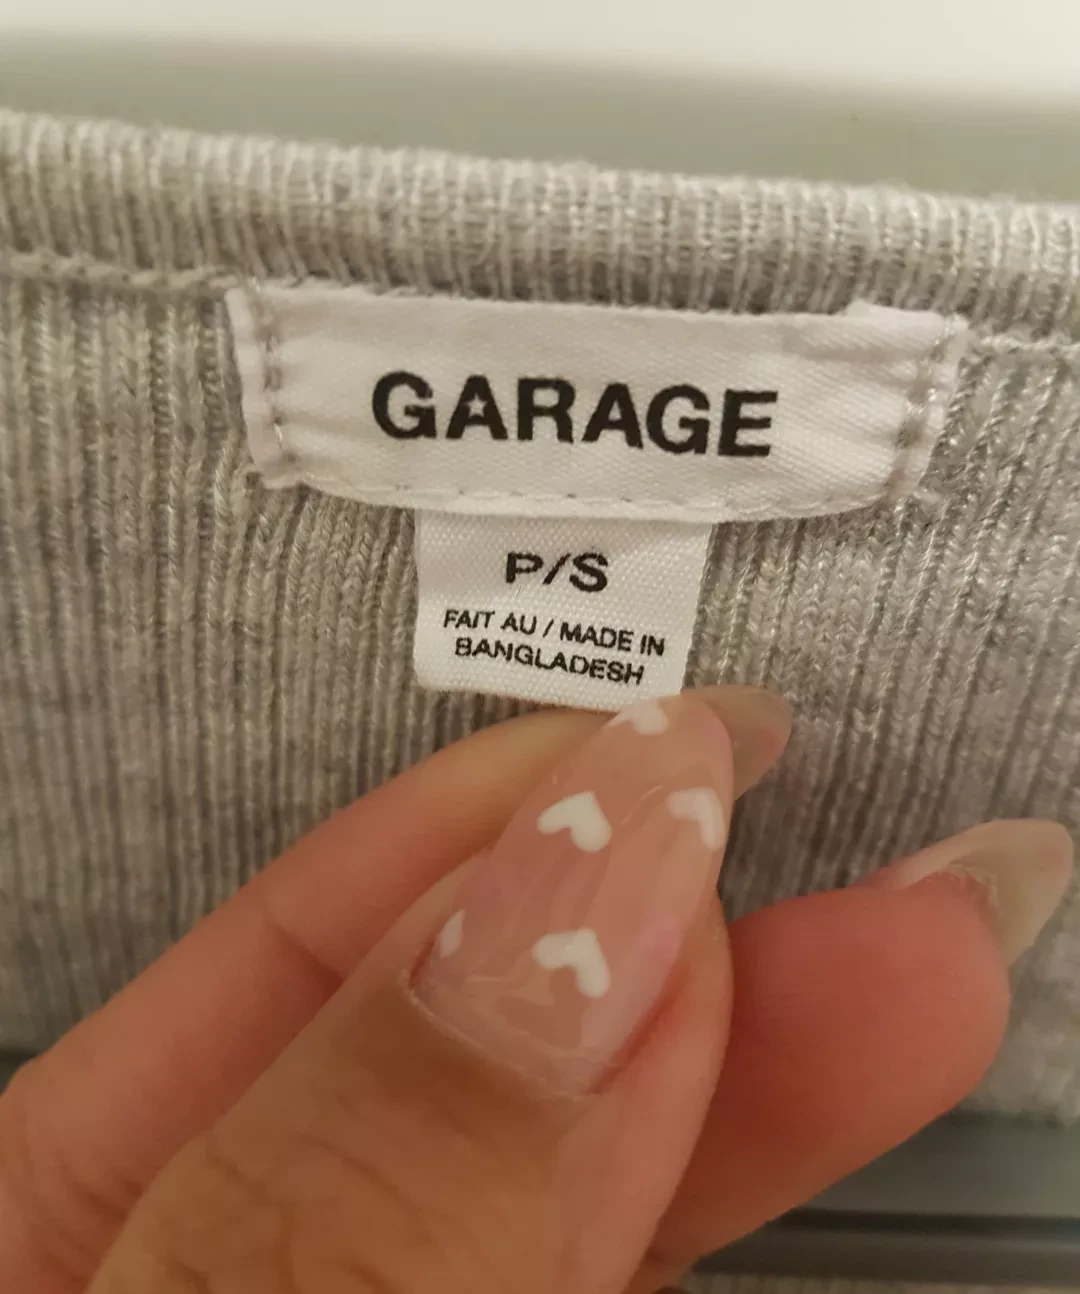 GARAGE
P/S
FAIT AU / MADE IN
BANGLADESH